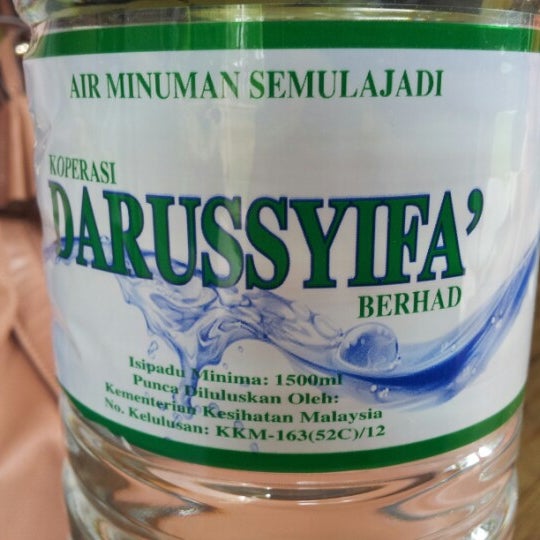 AIR MINUMAN SEMULAJADI
KOPERASI
DARUSSYIFA'
BERHAD
Isipadu Minima: 1500ml
Punca Diluluskan Oleh:
Kementerian Kesihatan Malaysia
No. Kelulusan: KKM-163(52C)/12